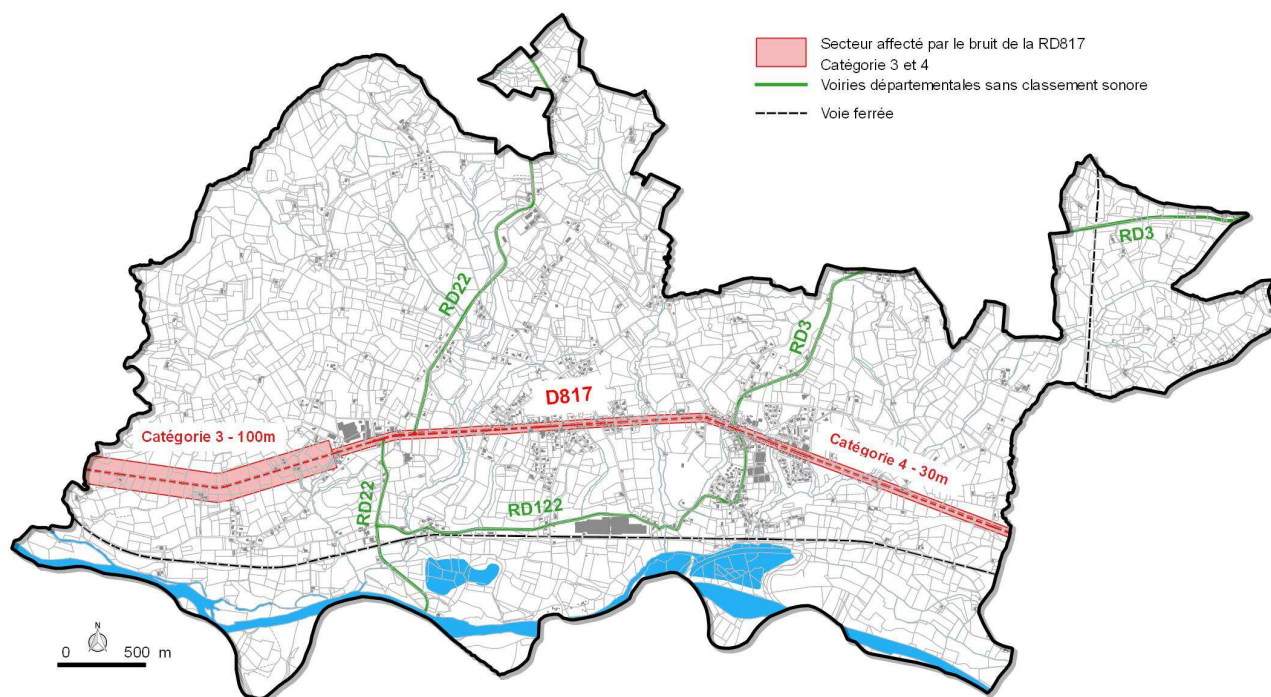 Secteur affecté par le bruit de la RD817
Catégorie 3 et 4
Voiries départementales sans classement sonore
Voie ferrée
RD3
RD22
RD3
D817
Catégorie 3 - 100m
Catégorie 4 - 30m
RD22
RD122
N
0 500 m